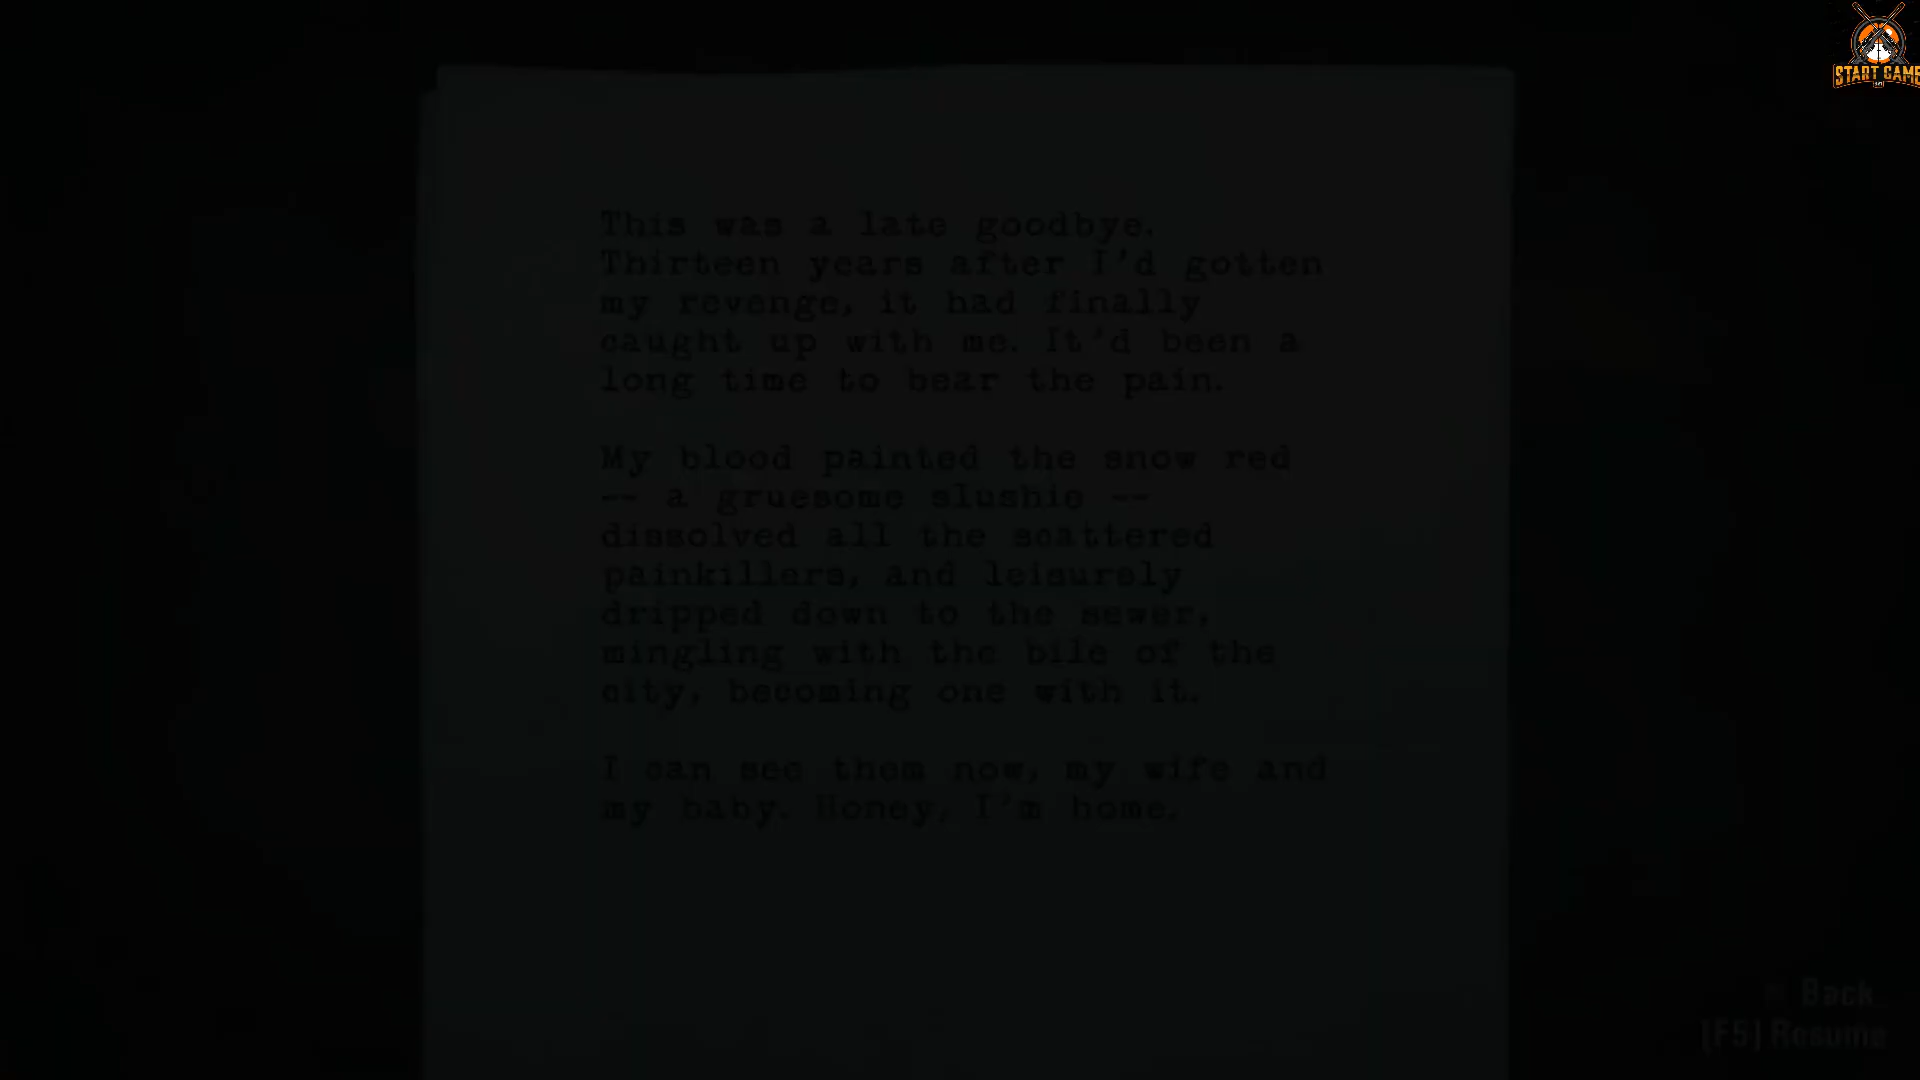 START GAME
This was a late goodbye.
Thirteen years after I'd gotten
my revenge, it had finally
caught up with me. It'd been a
long time to bear the pain.
My blood painted the snow red
-- a gruesome slushie --
dissolved all the scattered
painkillers, and leisurely
dripped down to the sewer,
mingling with the bile of the
city, becoming one with it.
I can see them now, my wife and
my baby. Honey, I'm home.
Back
[F5] Resume